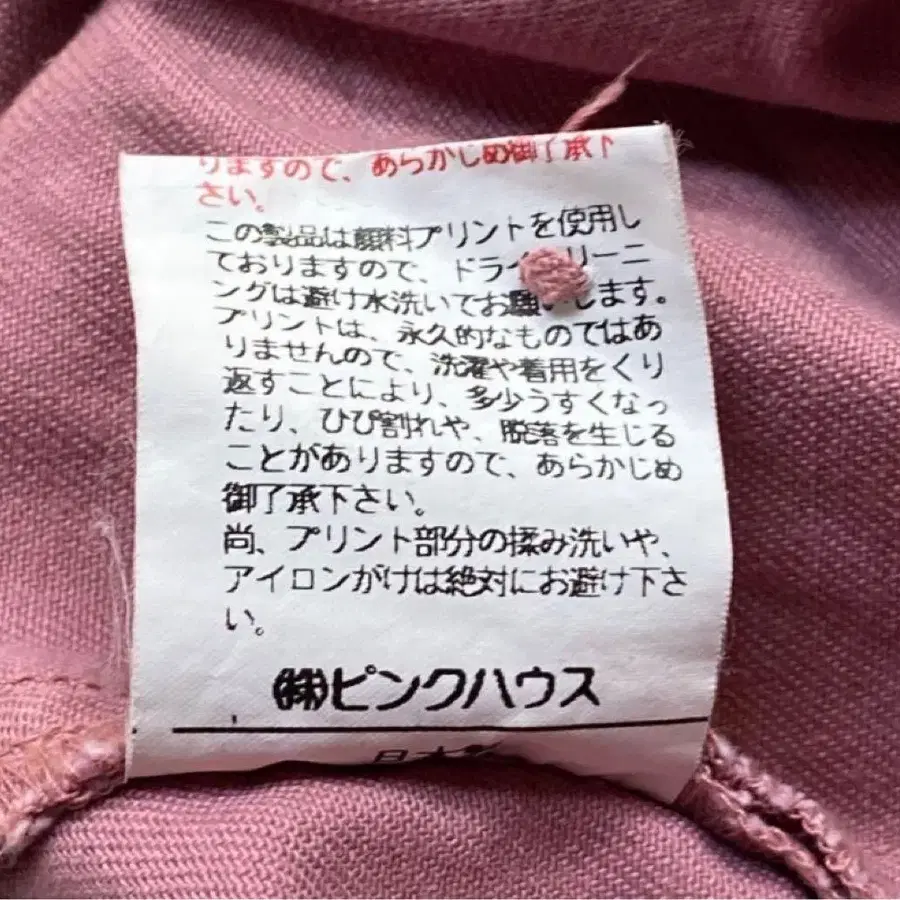 りますので、あらかじめ御了承下
さい。
この製品は顔料プリントを使用し
ておりますので、ドライクリーニ
ングは避け水洗いてお願いします。
プリントは、永久的なものではあ
りませんので、洗濯や着用をくり
返すことにより、多少うすくなっ
たり、ひび割れや、脱落を生じる
ことがありますので、あらかじめ
御了承下さい。
尚、プリント部分の揉み洗いや、
アイロンがけは絶対にお避け下さ
い。
㈱ピンクハウス
日本製